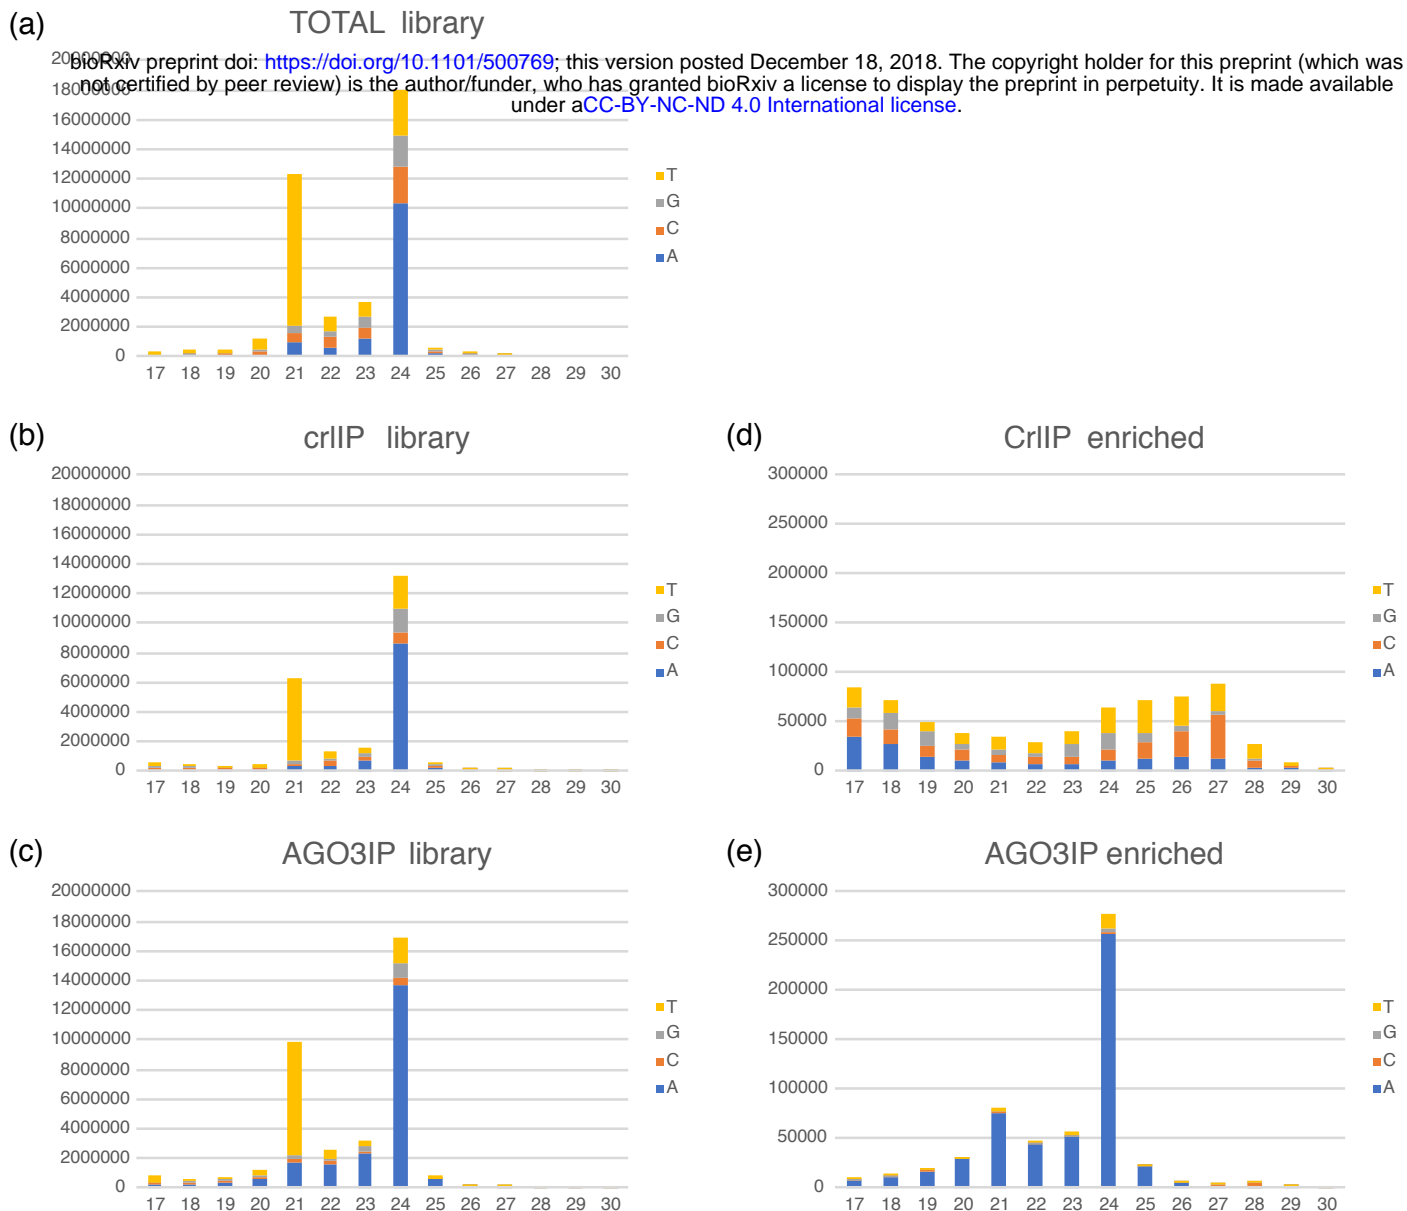 (a)
TOTAL library
bioRxiv preprint doi: https://doi.org/10.1101/500769; this version posted December 18, 2018. The copyright holder for this preprint (which was
not certified by peer review) is the author/funder, who has granted bioRxiv a license to display the preprint in perpetuity. It is made available
under aCC-BY-NC-ND 4.0 International license.
20000000
18000000
16000000
14000000
12000000
10000000
8000000
6000000
4000000
2000000
0
17 18 19 20 21 22 23 24 25 26 27 28 29 30
T
G
C
A
(b)
crIIP library
20000000
18000000
16000000
14000000
12000000
10000000
8000000
6000000
4000000
2000000
0
17 18 19 20 21 22 23 24 25 26 27 28 29 30
T
G
C
A
(d)
CrIIP enriched
300000
250000
200000
150000
100000
50000
0
17 18 19 20 21 22 23 24 25 26 27 28 29 30
T
G
C
A
(c)
AGO3IP library
20000000
18000000
16000000
14000000
12000000
10000000
8000000
6000000
4000000
2000000
0
17 18 19 20 21 22 23 24 25 26 27 28 29 30
T
G
C
A
(e)
AGO3IP enriched
300000
250000
200000
150000
100000
50000
0
17 18 19 20 21 22 23 24 25 26 27 28 29 30
T
G
C
A